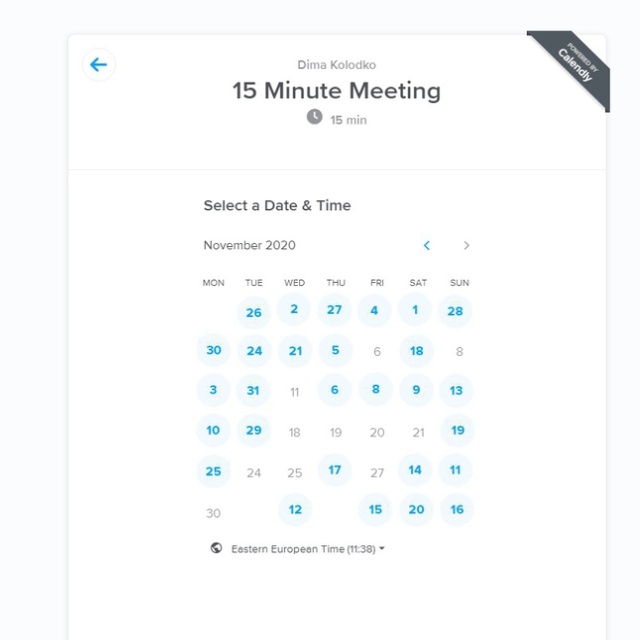 POWERED BY
Calendly
Dima Kolodko
15 Minute Meeting
15 min
Select a Date & Time
November 2020
MON TUE WED THU FRI SAT SUN
26 2 27 4 1 28
30 24 21 5 6 18 8
3 31 11 6 8 9 13
10 29 18 19 20 21 19
25 24 25 17 27 14 11
30 12 15 20 16
Eastern European Time (11:38)